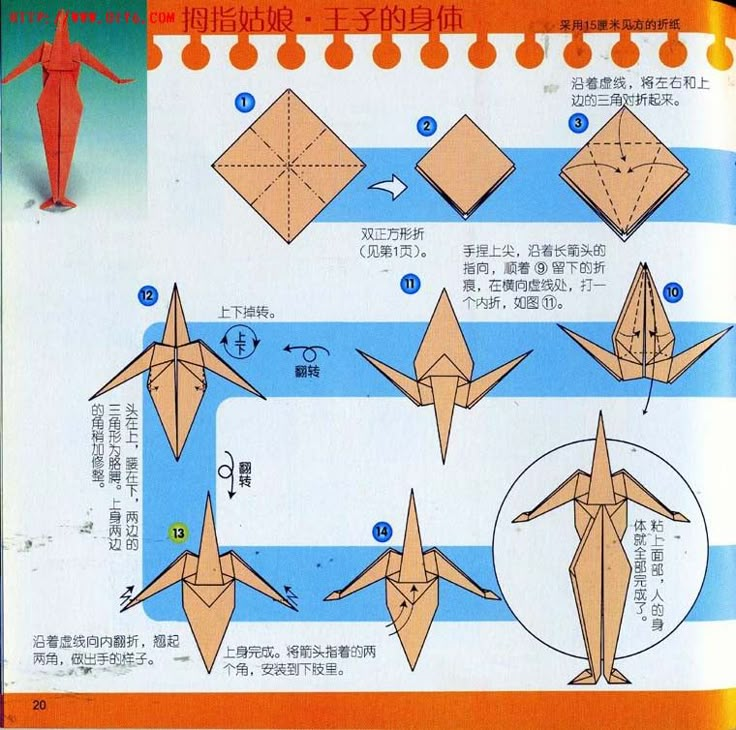 HTTP://WWW.OIY6.COM
拇指姑娘·王子的身体
采用15厘米见方的折纸
1
2
3
沿着虚线，将左右和上
边的三角对折起来。
双正方形折
（见第1页）。
手捏上尖，沿着长箭头的
指向，顺着⑨留下的折
痕，在横向虚线处，打一
个内折，如图⑪。
10
11
翻转
12
上下掉转。
上
下
头在上，腰在下，两边的
三角形为胳膊。上身两边
的角稍加修整。
翻转
13
沿着虚线向内翻折，翘起
两角，做出手的样子。
14
上身完成。将箭头指着的两
个角，安装到下肢里。
粘上面部，人的身
体就全部完成了。
20